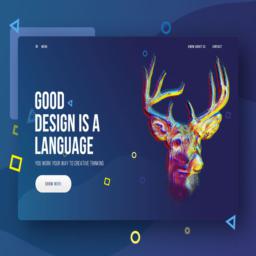 MENU
KNOW ABOUT US
CONTACT
GOOD
DESIGN IS A
LANGUAGE
YOU WORK YOUR WAY TO CREATIVE THINKING
KNOW MORE